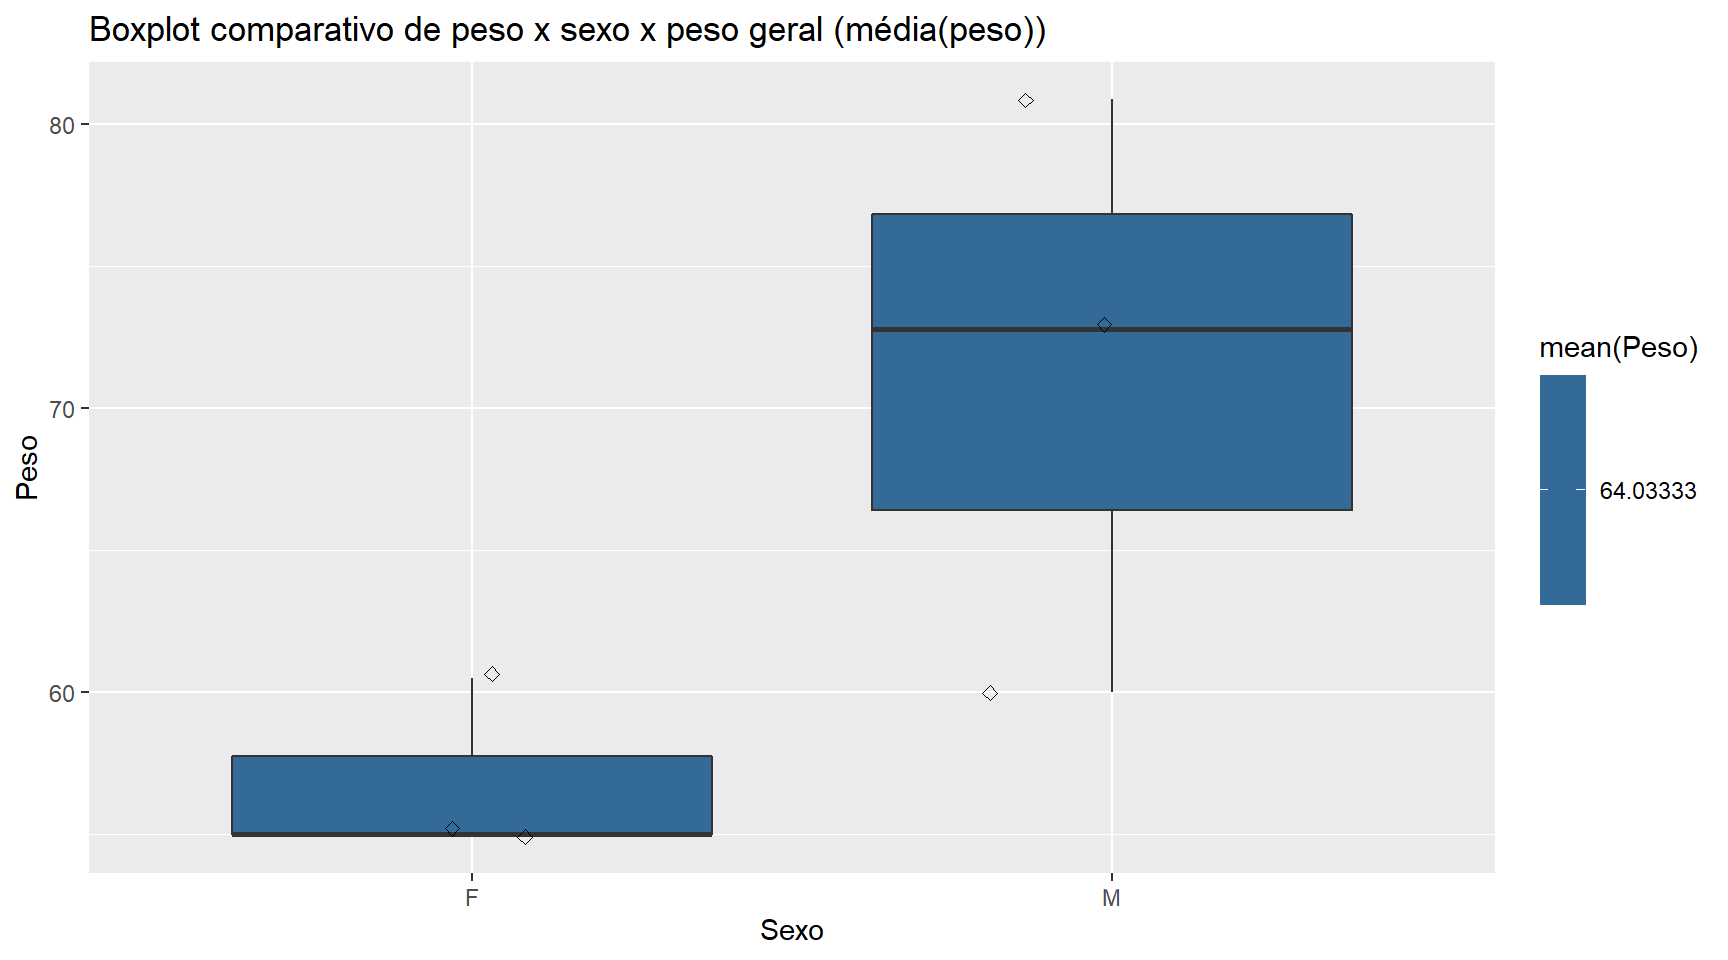 Boxplot comparativo de peso x sexo x peso geral (média(peso))
80
70
60
Peso
F
M
Sexo
mean(Peso)
64.03333